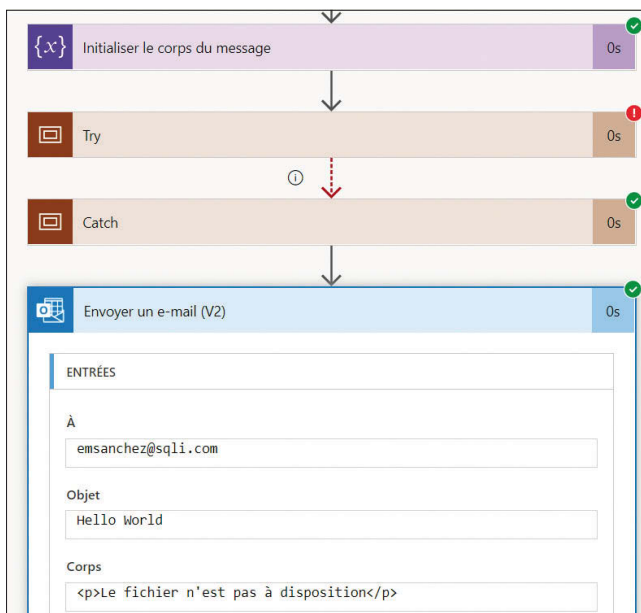 {x} Initialiser le corps du message 0s
Try 0s
Catch 0s
Envoyer un e-mail (V2) 0s
ENTRÉES
À
emsanchez@sqli.com
Objet
Hello World
Corps
<p>Le fichier n'est pas à disposition</p>